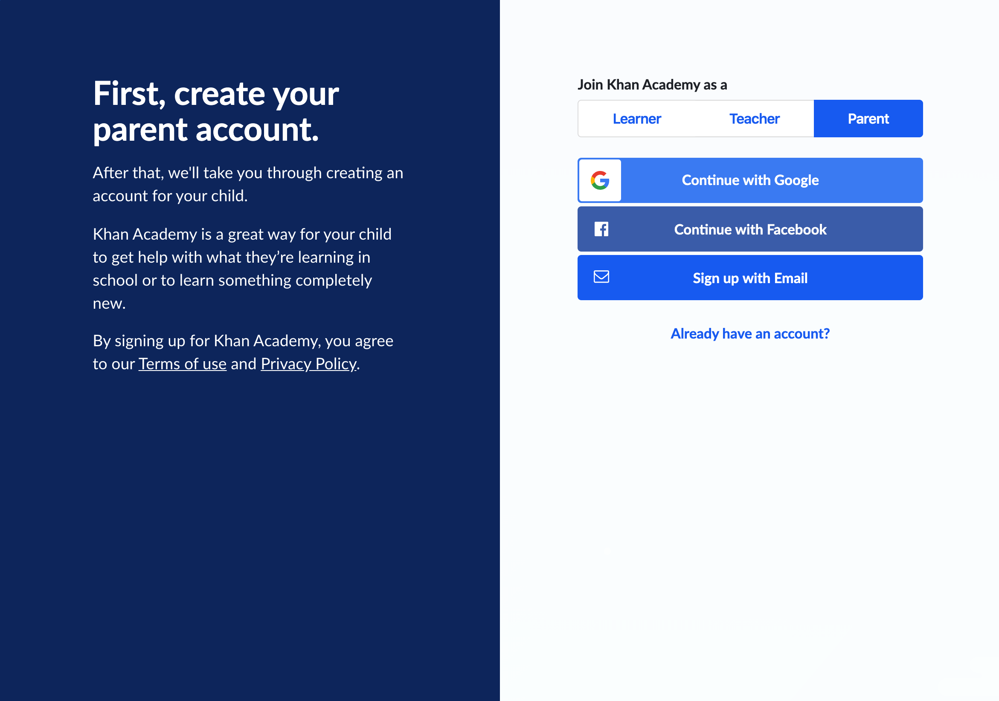 First, create your
parent account.
After that, we'll take you through creating an
account for your child.
Khan Academy is a great way for your child
to get help with what they’re learning in
school or to learn something completely
new.
By signing up for Khan Academy, you agree
to our Terms of use and Privacy Policy.
Join Khan Academy as a
Learner Teacher Parent
Continue with Google
Continue with Facebook
Sign up with Email
Already have an account?